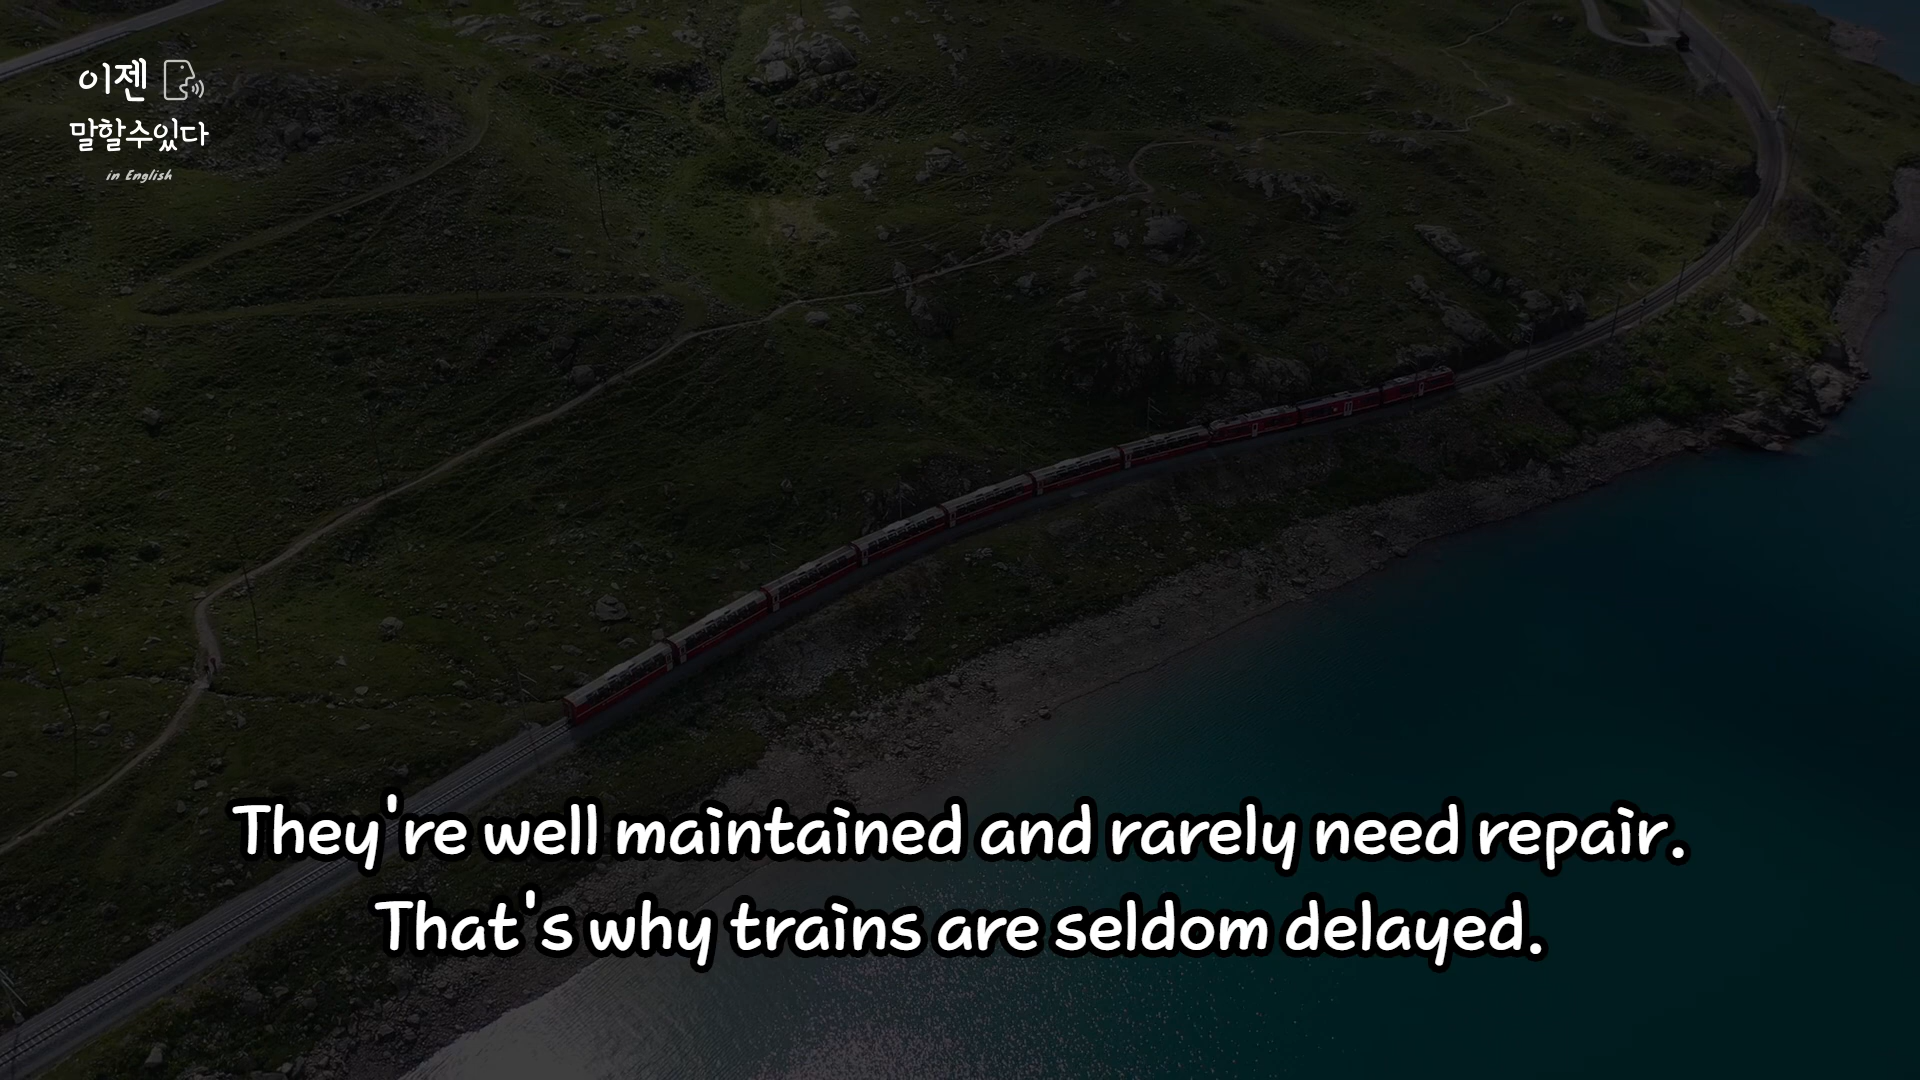 이젠
말할수있다
in English
They're well maintained and rarely need repair.
That's why trains are seldom delayed.